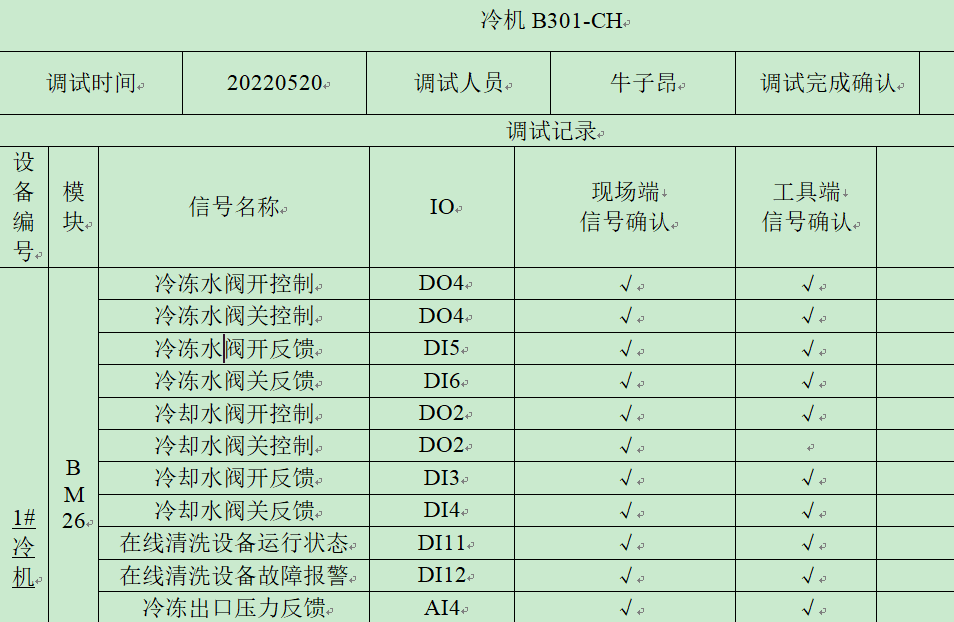 冷机 B301-CH
调试时间 20220520 调试人员 牛子昂 调试完成确认
调试记录
设备编号 模块 信号名称 IO 现场端信号确认 工具端信号确认
1#冷机 BM26
冷冻水阀开控制 DO4 √ √
冷冻水阀关控制 DO4 √ √
冷冻水阀开反馈 DI5 √ √
冷冻水阀关反馈 DI6 √ √
冷却水阀开控制 DO2 √ √
冷却水阀关控制 DO2 √
冷却水阀开反馈 DI3 √ √
冷却水阀关反馈 DI4 √ √
在线清洗设备运行状态 DI11 √ √
在线清洗设备故障报警 DI12 √ √
冷冻出口压力反馈 AI4 √ √